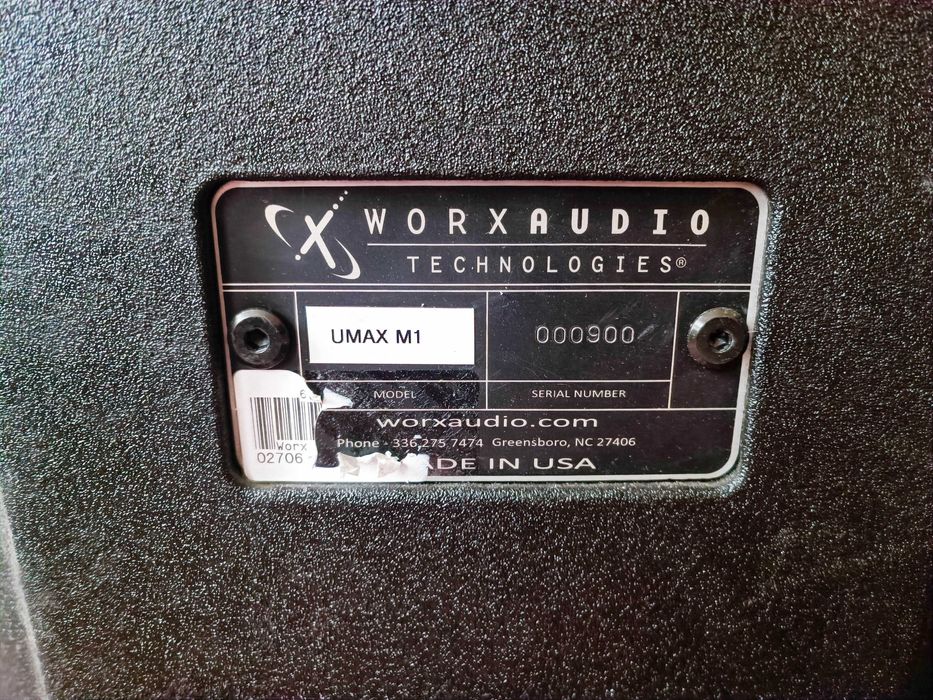 WORXAUDIO
TECHNOLOGIES®
UMAX M1
000900
MODEL
SERIAL NUMBER
worxaudio.com
Phone - 336.275.7474 Greensboro, NC 27406
Worx
02706
MADE IN USA